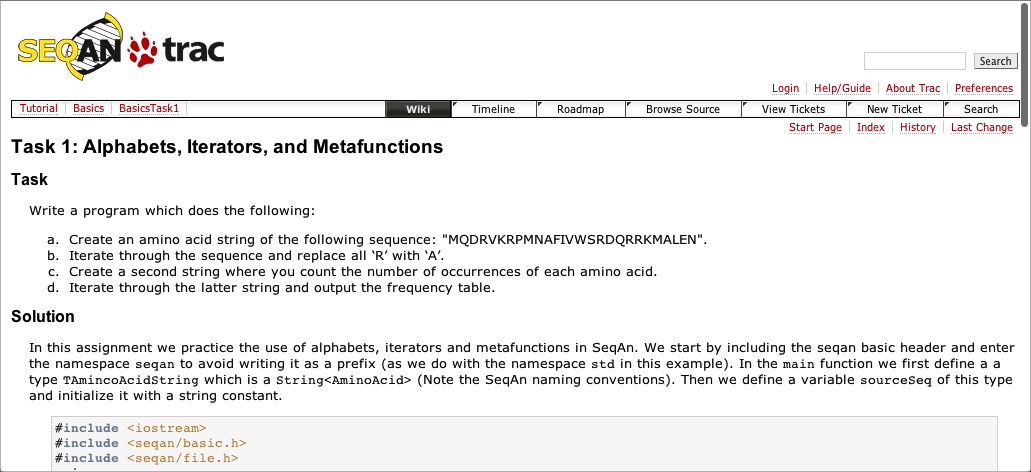 SEQAN trac
Search
Login Help/Guide About Trac Preferences
Tutorial Basics BasicsTask1 Wiki Timeline Roadmap Browse Source View Tickets New Ticket Search
Start Page Index History Last Change
Task 1: Alphabets, Iterators, and Metafunctions
Task
Write a program which does the following:
a. Create an amino acid string of the following sequence: "MQDRVKRPMNAFIVWSRDQRRKMALEN".
b. Iterate through the sequence and replace all ‘R’ with ‘A’.
c. Create a second string where you count the number of occurrences of each amino acid.
d. Iterate through the latter string and output the frequency table.
Solution
In this assignment we practice the use of alphabets, iterators and metafunctions in SeqAn. We start by including the seqan basic header and enter
the namespace seqan to avoid writing it as a prefix (as we do with the namespace std in this example). In the main function we first define a a
type TAmincoAcidString which is a String<AminoAcid> (Note the SeqAn naming conventions). Then we define a variable sourceSeq of this type
and initialize it with a string constant.
#include <iostream>
#include <seqan/basic.h>
#include <seqan/file.h>